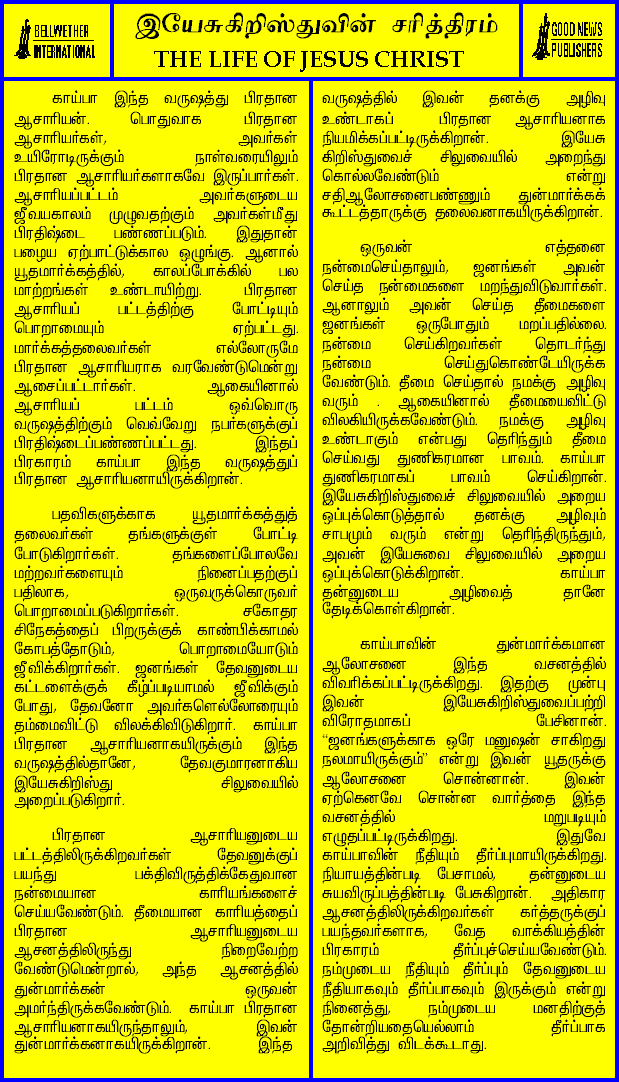 BELLWETHER
INTERNATIONAL
இயேசுகிறிஸ்துவின் சரித்திரம்
THE LIFE OF JESUS CHRIST
GOOD NEWS
PUBLISHERS
காய்பா இந்த வருஷத்து பிரதான
ஆசாரியன். பொதுவாக பிரதான
ஆசாரியர்கள், அவர்கள்
உயிரோடிருக்கும் நாள்வரையிலும்
பிரதான ஆசாரியர்களாகவே இருப்பார்கள்.
ஆசாரியப்பட்டம் அவர்களுடைய
ஜீவயகாலம் முழுவதற்கும் அவர்கள்மீது
பிரதிஷ்டை பண்ணப்படும். இதுதான்
பழைய ஏற்பாட்டுக்கால ஒழுங்கு. ஆனால்
யூதமார்க்கத்தில், காலப்போக்கில் பல
மாற்றங்கள் உண்டாயிற்று. பிரதான
ஆசாரியப் பட்டத்திற்கு போட்டியும்
பொறாமையும் ஏற்பட்டது.
மார்க்கத்தலைவர்கள் எல்லோருமே
பிரதான ஆசாரியராக வரவேண்டுமென்று
ஆசைப்பட்டார்கள். ஆகையினால்
ஆசாரியப் பட்டம் ஒவ்வொரு
வருஷத்திற்கும் வெவ்வேறு நபர்களுக்குப்
பிரதிஷ்டைப்பண்ணப்பட்டது. இந்தப்
பிரகாரம் காய்பா இந்த வருஷத்துப்
பிரதான ஆசாரியனாயிருக்கிறான்.
பதவிகளுக்காக யூதமார்க்கத்துத்
தலைவர்கள் தங்களுக்குள் போட்டி
போடுகிறார்கள். தங்களைப்போலவே
மற்றவர்களையும் நினைப்பதற்குப்
பதிலாக, ஒருவருக்கொருவர்
பொறாமைப்படுகிறார்கள். சகோதர
சிநேகத்தைப் பிறருக்குக் காண்பிக்காமல்
கோபத்தோடும், பொறாமையோடும்
ஜீவிக்கிறார்கள். ஜனங்கள் தேவனுடைய
கட்டளைக்குக் கீழ்ப்படியாமல் ஜீவிக்கும்
போது, தேவனோ அவர்களெல்லோரையும்
தம்மைவிட்டு விலக்கிவிடுகிறார். காய்பா
பிரதான ஆசாரியனாகயிருக்கும் இந்த
வருஷத்தில்தானே, தேவகுமாரனாகிய
இயேசுகிறிஸ்து சிலுவையில்
அறைப்படுகிறார்.
பிரதான ஆசாரியனுடைய
பட்டத்திலிருக்கிறவர்கள் தேவனுக்குப்
பயந்து பக்திவிருத்திக்கேதுவான
நன்மையான காரியங்களைச்
செய்யவேண்டும். தீமையான காரியத்தைப்
பிரதான ஆசாரியனுடைய
ஆசனத்திலிருந்து நிறைவேற்ற
வேண்டுமென்றால், அந்த ஆசனத்தில்
துன்மார்க்கன் ஒருவன்
அமர்ந்திருக்கவேண்டும். காய்பா பிரதான
ஆசாரியனாகயிருந்தாலும், இவன்
துன்மார்க்கனாகயிருக்கிறான். இந்த
வருஷத்தில் இவன் தனக்கு அழிவு
உண்டாகப் பிரதான ஆசாரியனாக
நியமிக்கப்பட்டிருக்கிறான். இயேசு
கிறிஸ்துவைச் சிலுவையில் அறைந்து
கொல்லவேண்டும் என்று
சதிஆலோசனைபண்ணும் துன்மார்க்கக்
கூட்டத்தாருக்கு தலைவனாகயிருக்கிறான்.
ஒருவன் எத்தனை
நன்மைசெய்தாலும், ஜனங்கள் அவன்
செய்த நன்மைகளை மறந்துவிடுவார்கள்.
ஆனாலும் அவன் செய்த தீமைகளை
ஜனங்கள் ஒருபோதும் மறப்பதில்லை.
நன்மை செய்கிறவர்கள் தொடர்ந்து
நன்மை செய்துகொண்டேயிருக்க
வேண்டும். தீமை செய்தால் நமக்கு அழிவு
வரும் . ஆகையினால் தீமையைவிட்டு
விலகியிருக்கவேண்டும். நமக்கு அழிவு
உண்டாகும் என்பது தெரிந்தும் தீமை
செய்வது துணிகரமான பாவம். காய்பா
துணிகரமாகப் பாவம் செய்கிறான்.
இயேசுகிறிஸ்துவைச் சிலுவையில் அறைய
ஒப்புக்கொடுத்தால் தனக்கு அழிவும்
சாபமும் வரும் என்று தெரிந்திருந்தும்,
அவன் இயேசுவை சிலுவையில் அறைய
ஒப்புக்கொடுக்கிறான். காய்பா
தன்னுடைய அழிவைத் தானே
தேடிக்கொள்கிறான்.
காய்பாவின் துன்மார்க்கமான
ஆலோசனை இந்த வசனத்தில்
விவரிக்கப்பட்டிருக்கிறது. இதற்கு முன்பு
இவன் இயேசுகிறிஸ்துவைப்பற்றி
விரோதமாகப் பேசினான்.
“ஜனங்களுக்காக ஒரே மனுஷன் சாகிறது
நலமாயிருக்கும்” என்று இவன் யூதருக்கு
ஆலோசனை சொன்னான். இவன்
ஏற்கெனவே சொன்ன வார்த்தை இந்த
வசனத்தில் மறுபடியும்
எழுதப்பட்டிருக்கிறது. இதுவே
காய்பாவின் நீதியும் தீர்ப்புமாயிருக்கிறது.
நியாயத்தின்படி பேசாமல், தன்னுடைய
சுயவிருப்பத்தின்படி பேசுகிறான். அதிகார
ஆசனத்திலிருக்கிறவர்கள் கர்த்தருக்குப்
பயந்தவர்களாக, வேத வாக்கியத்தின்
பிரகாரம் தீர்ப்புச்செய்யவேண்டும்.
நம்முடைய நீதியும் தீர்ப்பும் தேவனுடைய
நீதியாகவும் தீர்ப்பாகவும் இருக்கும் என்று
நினைத்து, நம்முடைய மனதிற்குத்
தோன்றியதையெல்லாம் தீர்ப்பாக
அறிவித்து விடக்கூடாது.